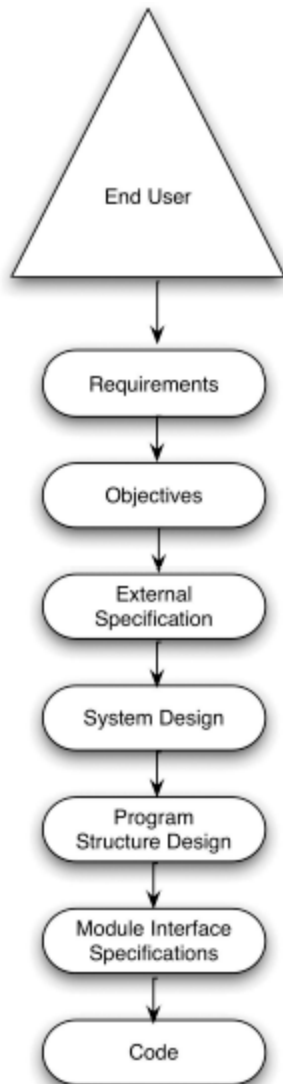 End User
Requirements
Objectives
External
Specification
System Design
Program
Structure Design
Module Interface
Specifications
Code